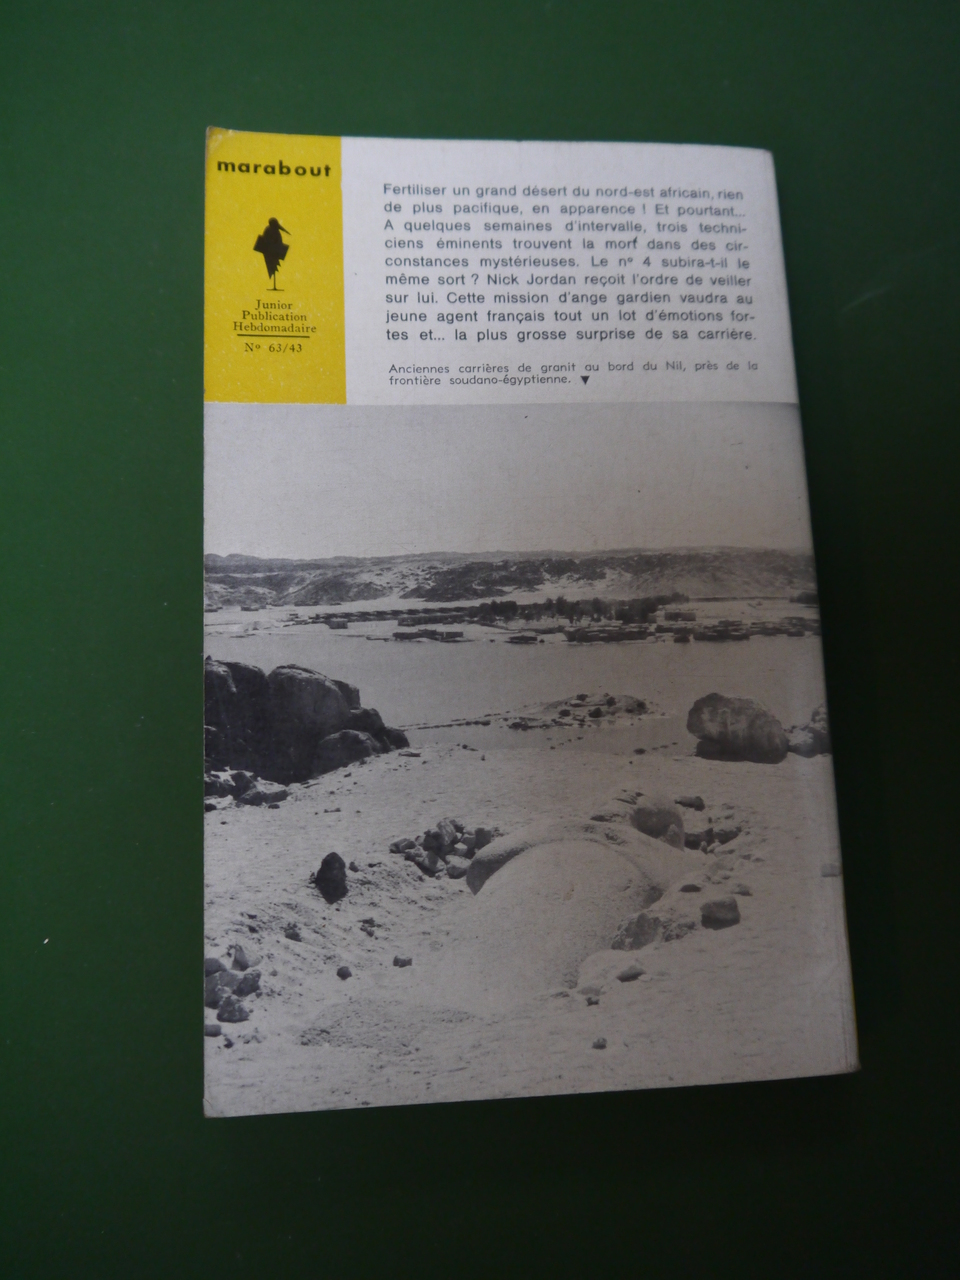 marabout
Junior
Publication
Hebdomadaire
Nº 63/43
Fertiliser un grand désert du nord-est africain, rien
de plus pacifique, en apparence ! Et pourtant...
A quelques semaines d'intervalle, trois techni-
ciens éminents trouvent la mort dans des cir-
constances mystérieuses. Le nº 4 subira-t-il le
même sort ? Nick Jordan reçoit l'ordre de veiller
sur lui. Cette mission d'ange gardien vaudra au
jeune agent français tout un lot d'émotions for-
tes et... la plus grosse surprise de sa carrière.
Anciennes carrières de granit au bord du Nil, près de la
frontière soudano-égyptienne. ▼